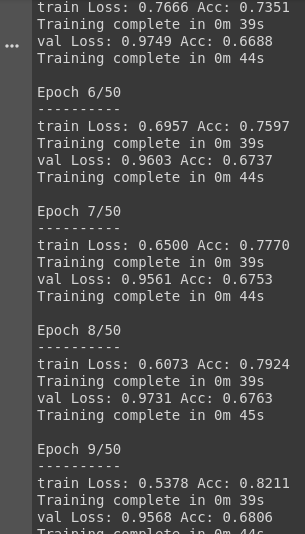 train Loss: 0.7666 Acc: 0.7351
Training complete in 0m 39s
val Loss: 0.9749 Acc: 0.6688
Training complete in 0m 44s
Epoch 6/50
----------
train Loss: 0.6957 Acc: 0.7597
Training complete in 0m 39s
val Loss: 0.9603 Acc: 0.6737
Training complete in 0m 44s
Epoch 7/50
----------
train Loss: 0.6500 Acc: 0.7770
Training complete in 0m 39s
val Loss: 0.9561 Acc: 0.6753
Training complete in 0m 44s
Epoch 8/50
----------
train Loss: 0.6073 Acc: 0.7924
Training complete in 0m 39s
val Loss: 0.9731 Acc: 0.6763
Training complete in 0m 45s
Epoch 9/50
----------
train Loss: 0.5378 Acc: 0.8211
Training complete in 0m 39s
val Loss: 0.9568 Acc: 0.6806
Training complete in 0m 44s